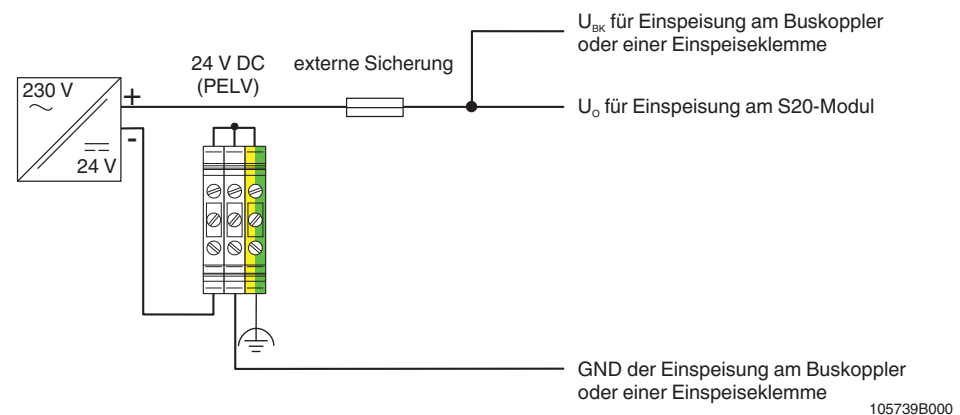 U_BK für Einspeisung am Buskoppler
oder einer Einspeiseklemme
24 V DC
(PELV)
externe Sicherung
230 V
+
U_O für Einspeisung am S20-Modul
-
24 V
GND der Einspeisung am Buskoppler
oder einer Einspeiseklemme
105739B000